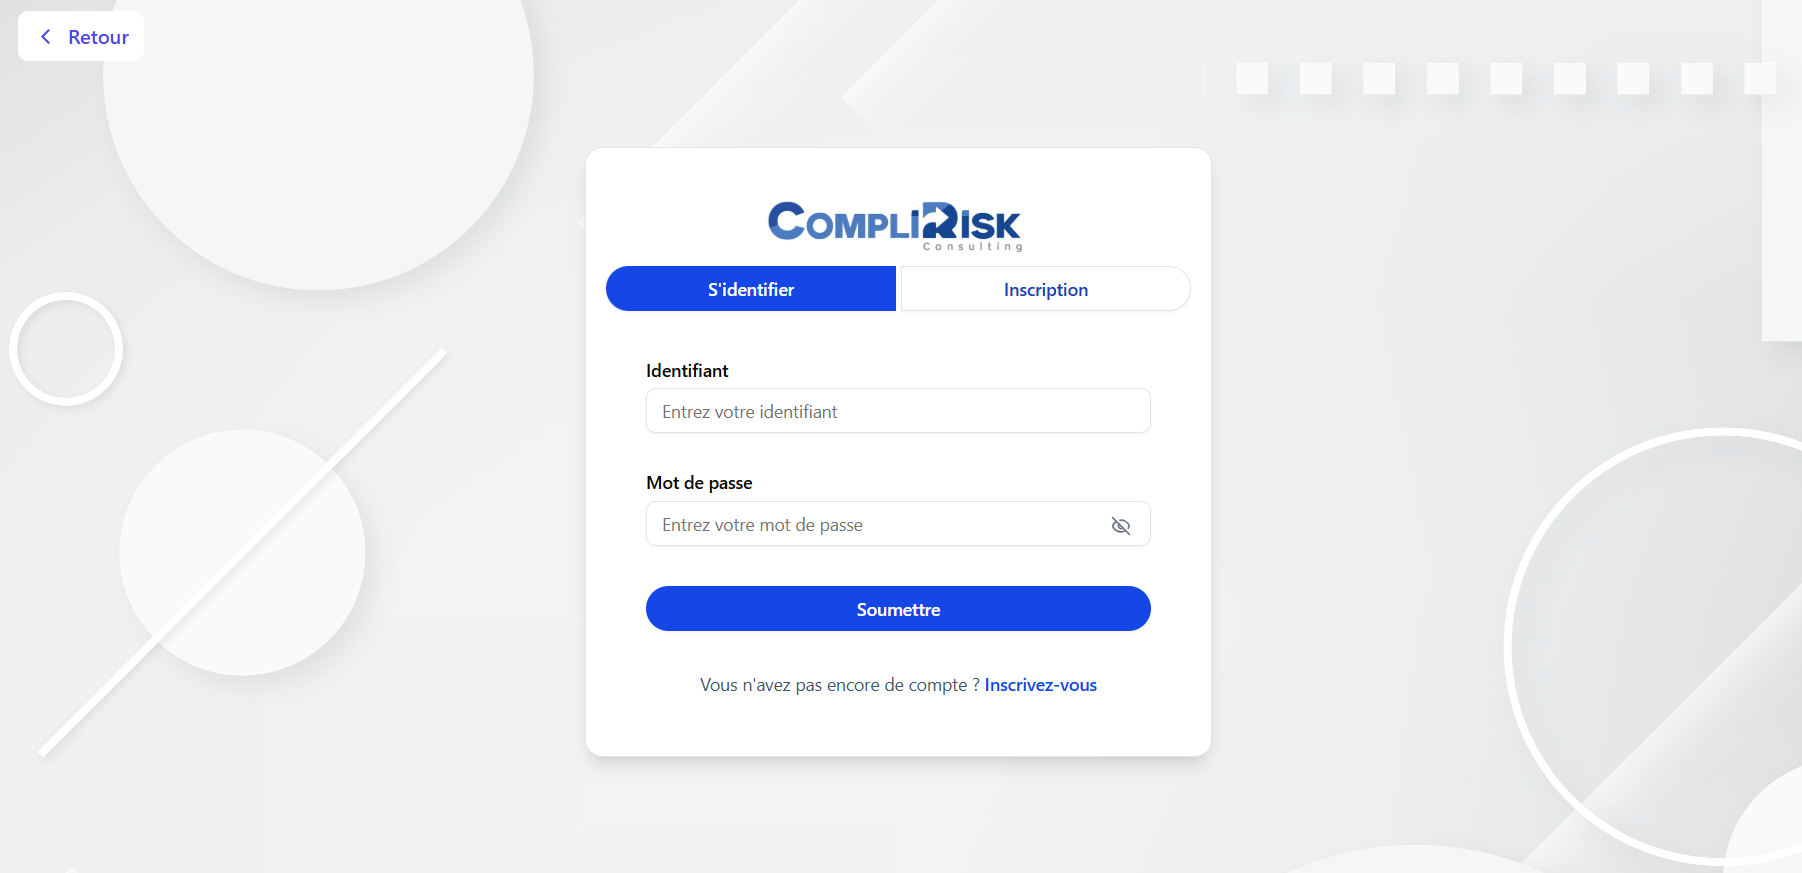 Retour
COMPLIRISK
Consulting
S'identifier
Inscription
Identifiant
Entrez votre identifiant
Mot de passe
Entrez votre mot de passe
Soumettre
Vous n'avez pas encore de compte ? Inscrivez-vous